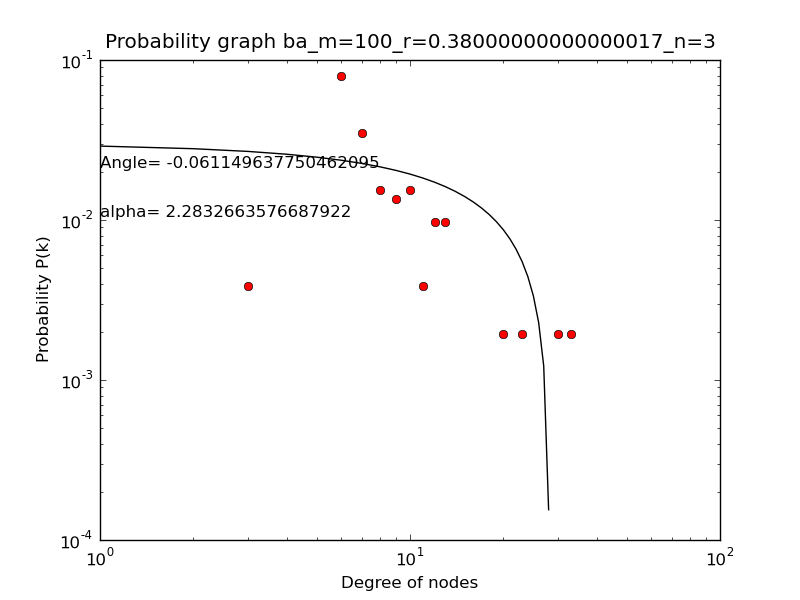 Probability graph ba_m=100_r=0.38000000000000017_n=3
10^-1
Angle= -0.061149637750462095
alpha= 2.2832663576687922
10^-2
Probability P(k)
10^-3
10^-4
10^0 10^1 10^2
Degree of nodes